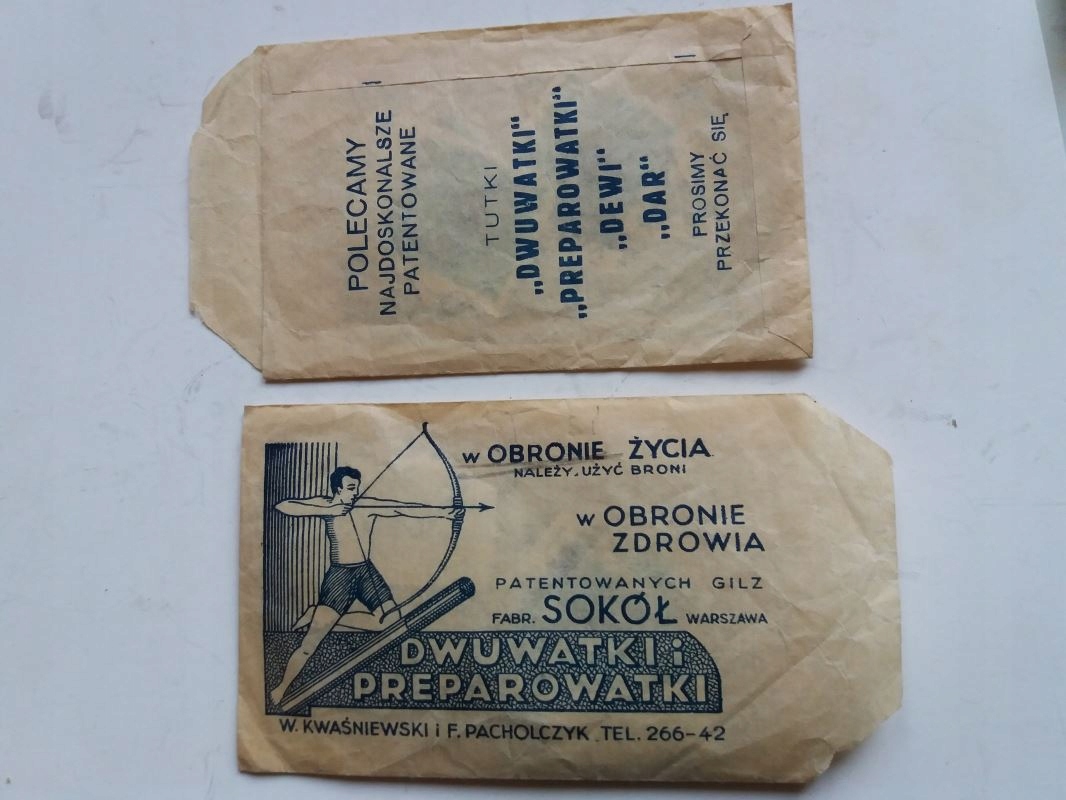 POLECAMY
NAJDOSKONALSZE
PATENTOWANE
TUTKI
„DWUWATKI“
„PREPAROWATKI“
„DEWI“
„DAR“
PROSIMY
PRZEKONAĆ SIĘ
W OBRONIE ŻYCIA
NALEŻY UŻYĆ BRONI
W OBRONIE
ZDROWIA
PATENTOWANYCH GILZ
FABR. SOKÓŁ WARSZAWA
DWUWATKI i
PREPAROWATKI
W. KWAŚNIEWSKI i F. PACHOLCZYK TEL. 266-42